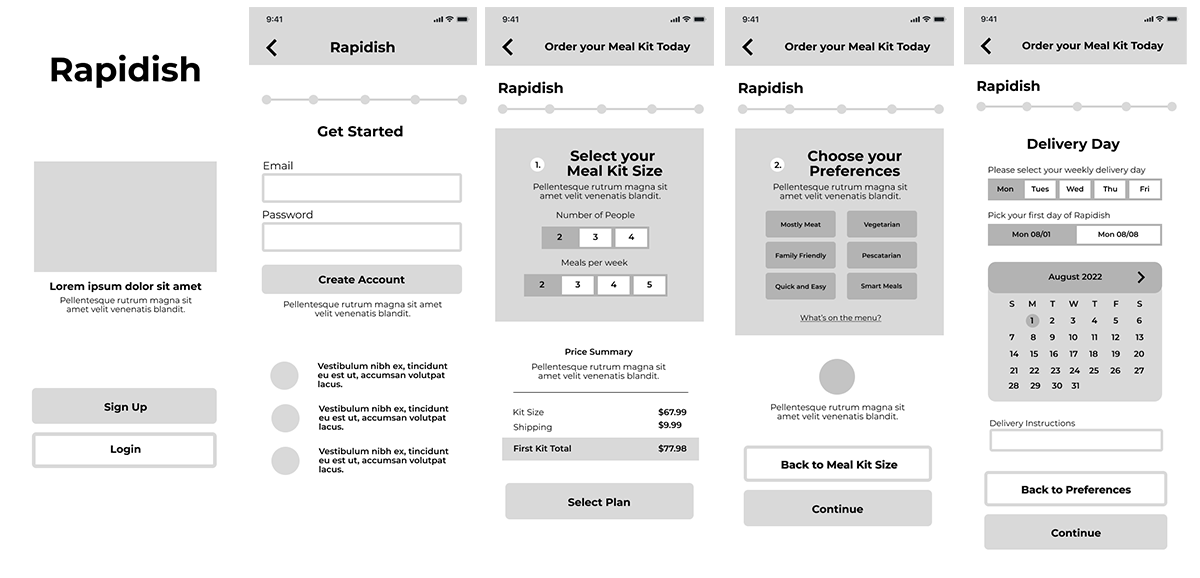 Rapidish
Lorem ipsum dolor sit amet
Pellentesque rutrum magna sit
amet velit venenatis blandit.
Sign Up
Login
9:41
Rapidish
Get Started
Email
Password
Create Account
Pellentesque rutrum magna sit amet
velit venenatis blandit.
Vestibulum nibh ex, tincidunt
eu est ut, accumsan volutpat
lacus.
Vestibulum nibh ex, tincidunt
eu est ut, accumsan volutpat
lacus.
Vestibulum nibh ex, tincidunt
eu est ut, accumsan volutpat
lacus.
9:41
Order your Meal Kit Today
Rapidish
1.
Select your
Meal Kit Size
Pellentesque rutrum magna sit
amet velit venenatis blandit.
Number of People
2 3 4
Meals per week
2 3 4 5
Price Summary
Pellentesque rutrum magna sit
amet velit venenatis blandit.
Kit Size $67.99
Shipping $9.99
First Kit Total $77.98
Select Plan
9:41
Order your Meal Kit Today
Rapidish
2.
Choose your
Preferences
Pellentesque rutrum magna sit
amet velit venenatis blandit.
Mostly Meat Vegetarian
Family Friendly Pescatarian
Quick and Easy Smart Meals
What's on the menu?
Pellentesque rutrum magna sit
amet velit venenatis blandit.
Back to Meal Kit Size
Continue
9:41
Order your Meal Kit Today
Rapidish
Delivery Day
Please select your weekly delivery day
Mon Tues Wed Thu Fri
Pick your first day of Rapidish
Mon 08/01 Mon 08/08
August 2022
S M T W T F S
1 2 3 4 5 6
7 8 9 10 11 12 13
14 15 16 17 18 19 20
21 22 23 24 25 26 27
28 29 30 31
Delivery Instructions
Back to Preferences
Continue